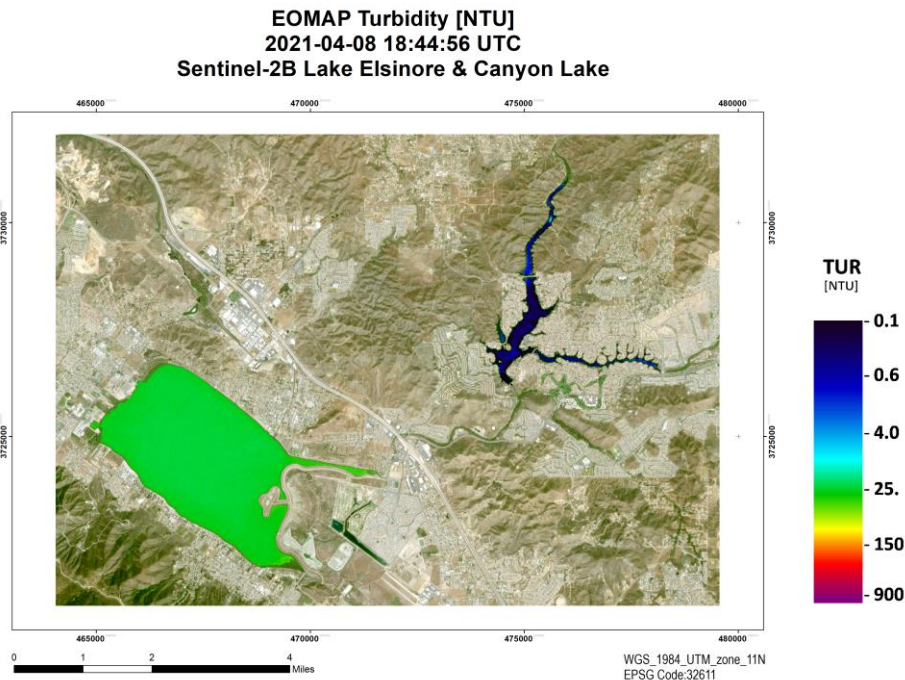 EOMAP Turbidity [NTU]
2021-04-08 18:44:56 UTC
Sentinel-2B Lake Elsinore & Canyon Lake
465000 470000 475000 480000
3730000 3730000
3725000 3725000
TUR
[NTU]
0.1
0.6
4.0
25.
150
900
465000 470000 475000 480000
0 1 2 4
Miles
WGS_1984_UTM_zone_11N
EPSG Code:32611